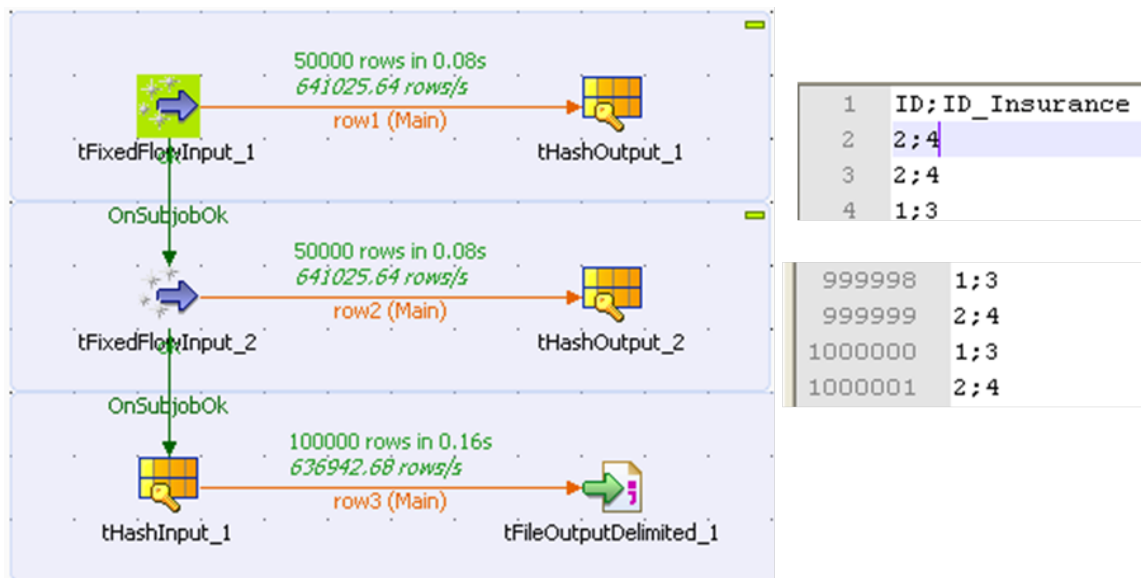 50000 rows in 0.08s
641025.64 rows/s
row1 (Main)
tFixedFlowInput_1
tHashOutput_1
OnSubjobOk
50000 rows in 0.08s
641025.64 rows/s
row2 (Main)
tFixedFlowInput_2
tHashOutput_2
OnSubjobOk
100000 rows in 0.16s
636942.68 rows/s
row3 (Main)
tHashInput_1
tFileOutputDelimited_1
1 ID;ID_Insurance
2 2;4
3 2;4
4 1;3
999998 1;3
999999 2;4
1000000 1;3
1000001 2;4